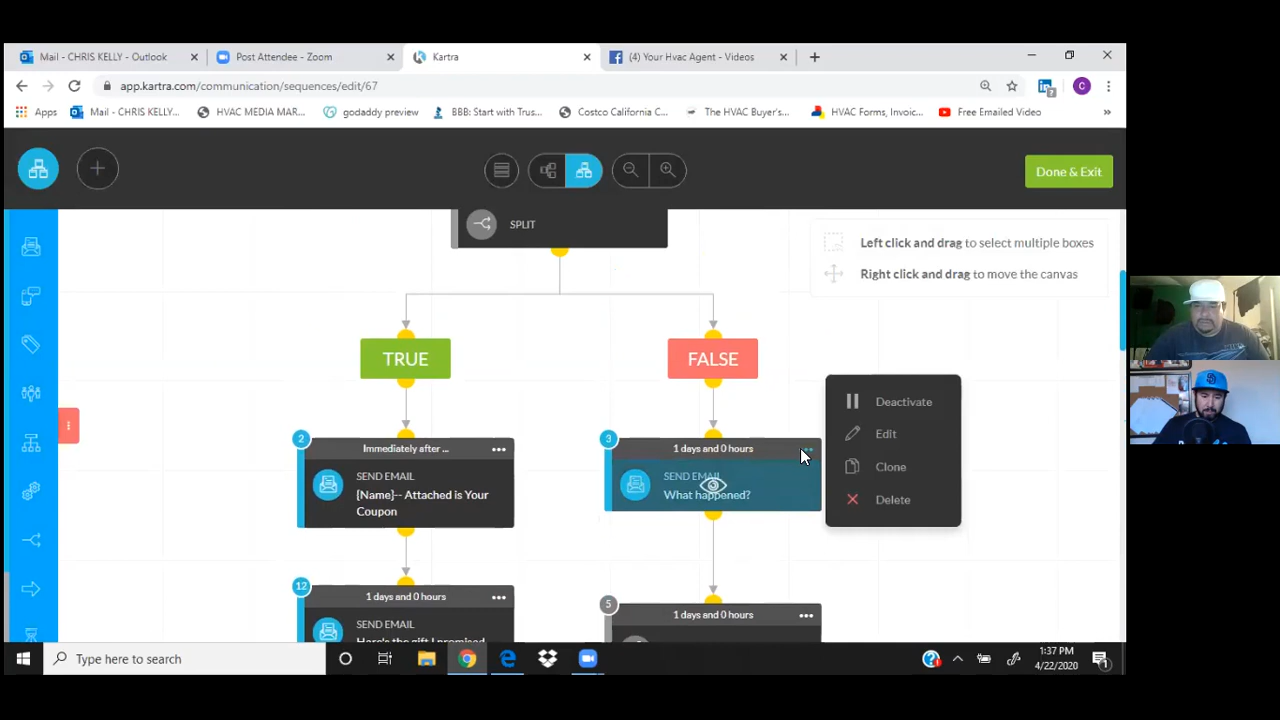 Mail - CHRIS KELLY - Outlook
Post Attendee - Zoom
Kartra
(4) Your Hvac Agent - Videos
app.kartra.com/communication/sequences/edit/67
Apps
Mail - CHRIS KELLY...
HVAC MEDIA MAR...
godaddy preview
BBB: Start with Trus...
Costco California C...
The HVAC Buyer's...
HVAC Forms, Invoic...
Free Emailed Video
Done & Exit
SPLIT
Left click and drag to select multiple boxes
Right click and drag to move the canvas
TRUE
FALSE
Deactivate
Edit
Clone
Delete
2
Immediately after ...
SEND EMAIL
[Name]-- Attached is Your
Coupon
3
1 days and 0 hours
SEND EMAIL
What happened?
12
1 days and 0 hours
SEND EMAIL
Here's the gift I promised
5
1 days and 0 hours
Type here to search
1:37 PM
4/22/2020